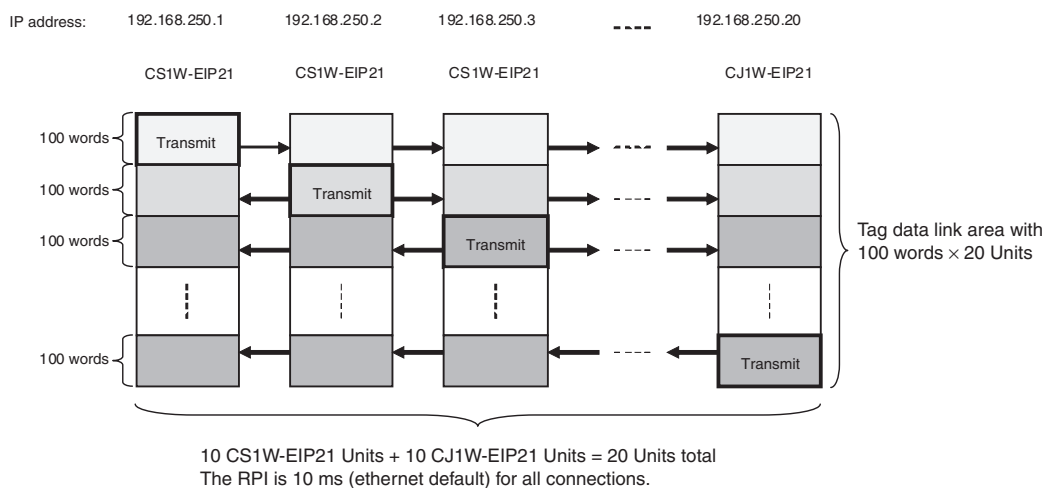 IP address: 192.168.250.1 192.168.250.2 192.168.250.3 192.168.250.20
CS1W-EIP21 CS1W-EIP21 CS1W-EIP21 CJ1W-EIP21
100 words Transmit
100 words Transmit
100 words Transmit
Tag data link area with
100 words × 20 Units
100 words Transmit
10 CS1W-EIP21 Units + 10 CJ1W-EIP21 Units = 20 Units total
The RPI is 10 ms (ethernet default) for all connections.